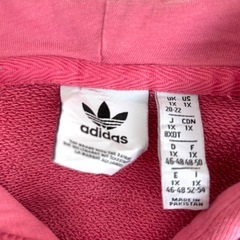 adidas
UK US
1X 1X
20-22
J CDN
1X 1X
8XOT
D F
1X 1X
46-48 48-50
E I
1X 1X
46-48 52-54
MADE IN
PAKISTAN